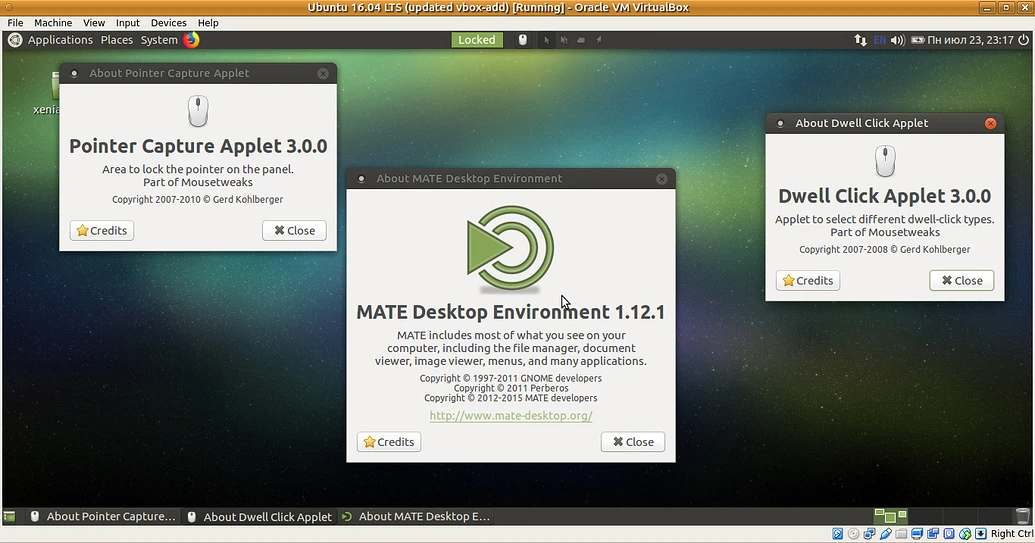 Ubuntu 16.04 LTS (updated vbox-add) [Running] - Oracle VM VirtualBox
File Machine View Input Devices Help
Applications Places System Locked EN Пн июл 23, 23:17
xenia
About Pointer Capture Applet
Pointer Capture Applet 3.0.0
Area to lock the pointer on the panel.
Part of Mousetweaks
Copyright 2007-2010 © Gerd Kohlberger
Credits Close
About MATE Desktop Environment
MATE Desktop Environment 1.12.1
MATE includes most of what you see on your
computer, including the file manager, document
viewer, image viewer, menus, and many applications.
Copyright © 1997-2011 GNOME developers
Copyright © 2011 Perberos
Copyright © 2012-2015 MATE developers
http://www.mate-desktop.org/
Credits Close
About Dwell Click Applet
Dwell Click Applet 3.0.0
Applet to select different dwell-click types.
Part of Mousetweaks
Copyright 2007-2008 © Gerd Kohlberger
Credits Close
About Pointer Capture... About Dwell Click Applet About MATE Desktop E...
Right Ctrl